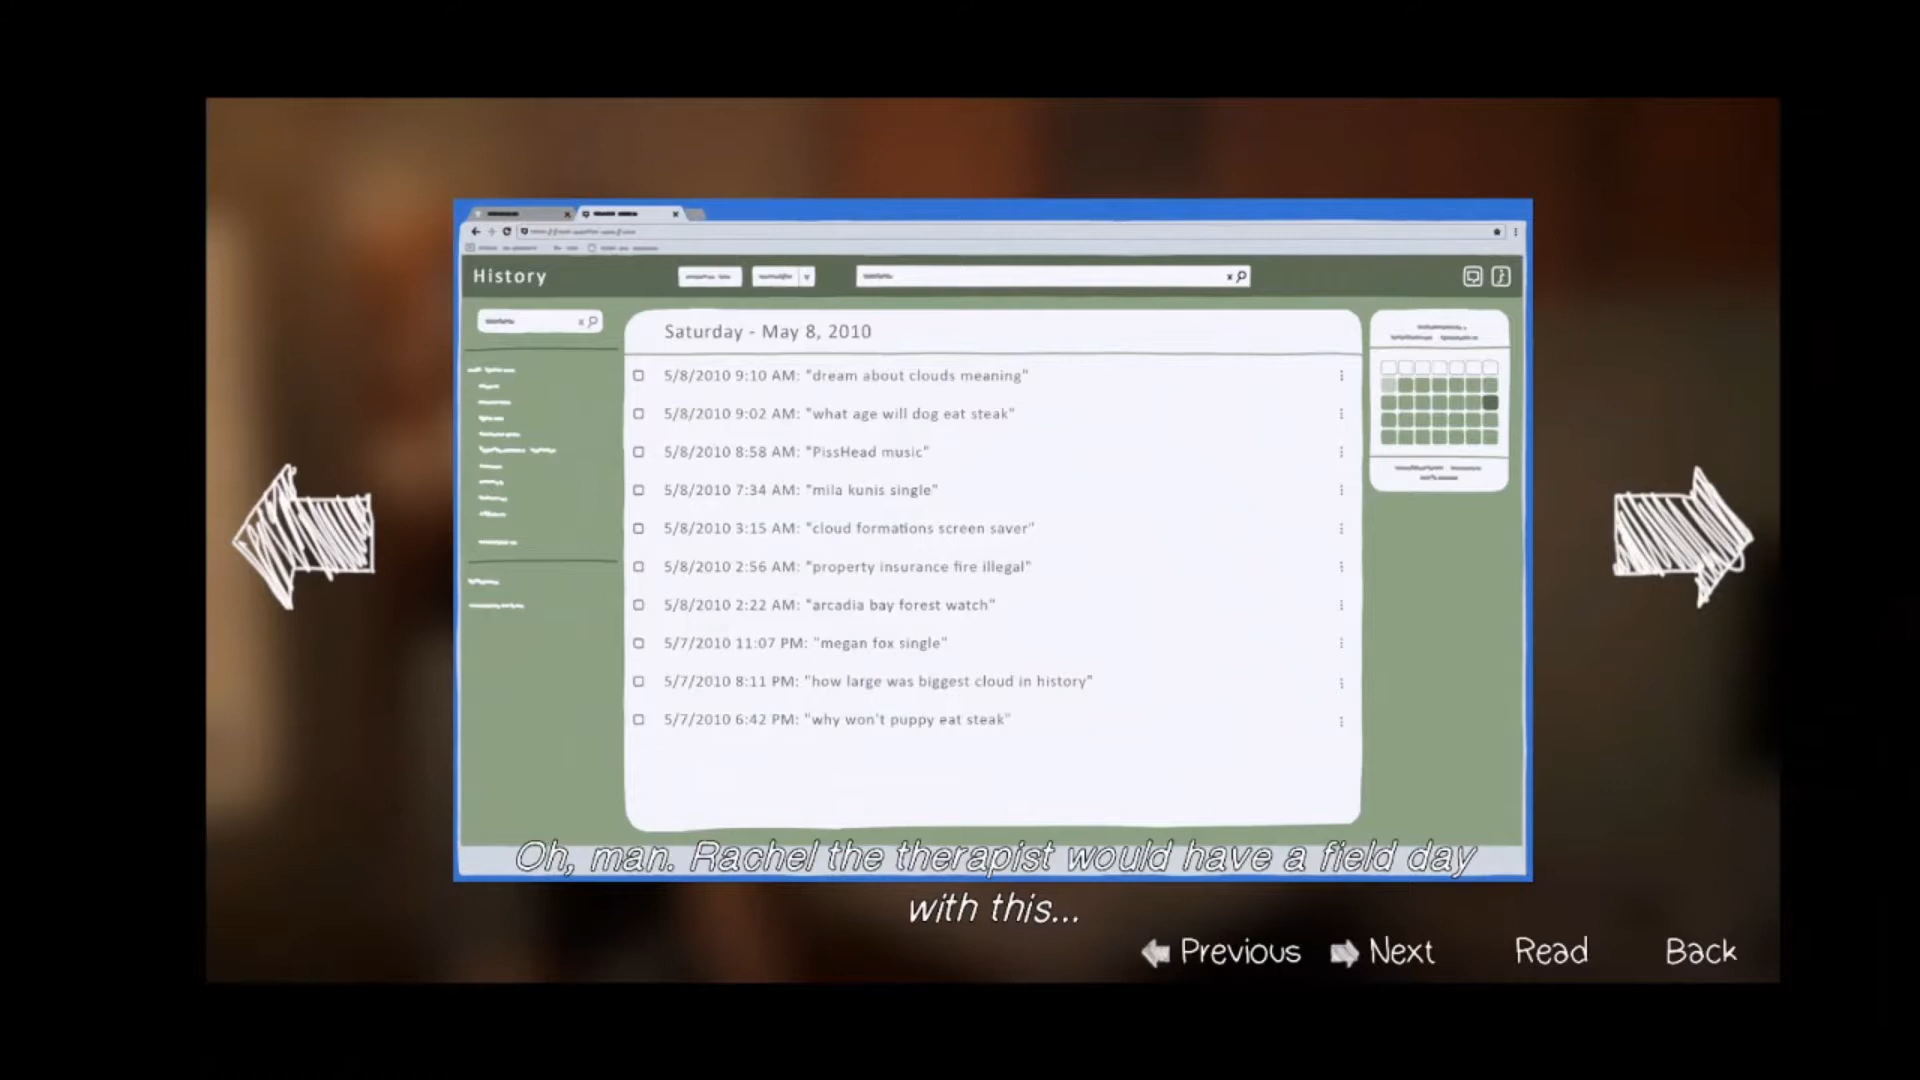 History
Saturday - May 8, 2010
5/8/2010 9:10 AM: "dream about clouds meaning"
5/8/2010 9:02 AM: "what age will dog eat steak"
5/8/2010 8:58 AM: "PissHead music"
5/8/2010 7:34 AM: "mila kunis single"
5/8/2010 3:15 AM: "cloud formations screen saver"
5/8/2010 2:56 AM: "property insurance fire illegal"
5/8/2010 2:22 AM: "arcadia bay forest watch"
5/7/2010 11:07 PM: "megan fox single"
5/7/2010 8:11 PM: "how large was biggest cloud in history"
5/7/2010 6:42 PM: "why won't puppy eat steak"
Oh, man. Rachel the therapist would have a field day
with this...
Previous Next Read Back